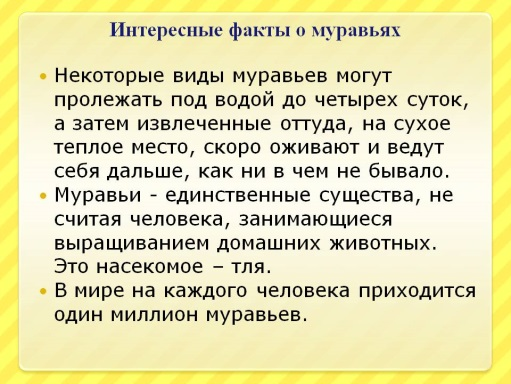 Интересные факты о муравьях
Некоторые виды муравьев могут
пролежать под водой до четырех суток,
а затем извлеченные оттуда, на сухое
теплое место, скоро оживают и ведут
себя дальше, как ни в чем не бывало.
Муравьи - единственные существа, не
считая человека, занимающиеся
выращиванием домашних животных.
Это насекомое – тля.
В мире на каждого человека приходится
один миллион муравьев.